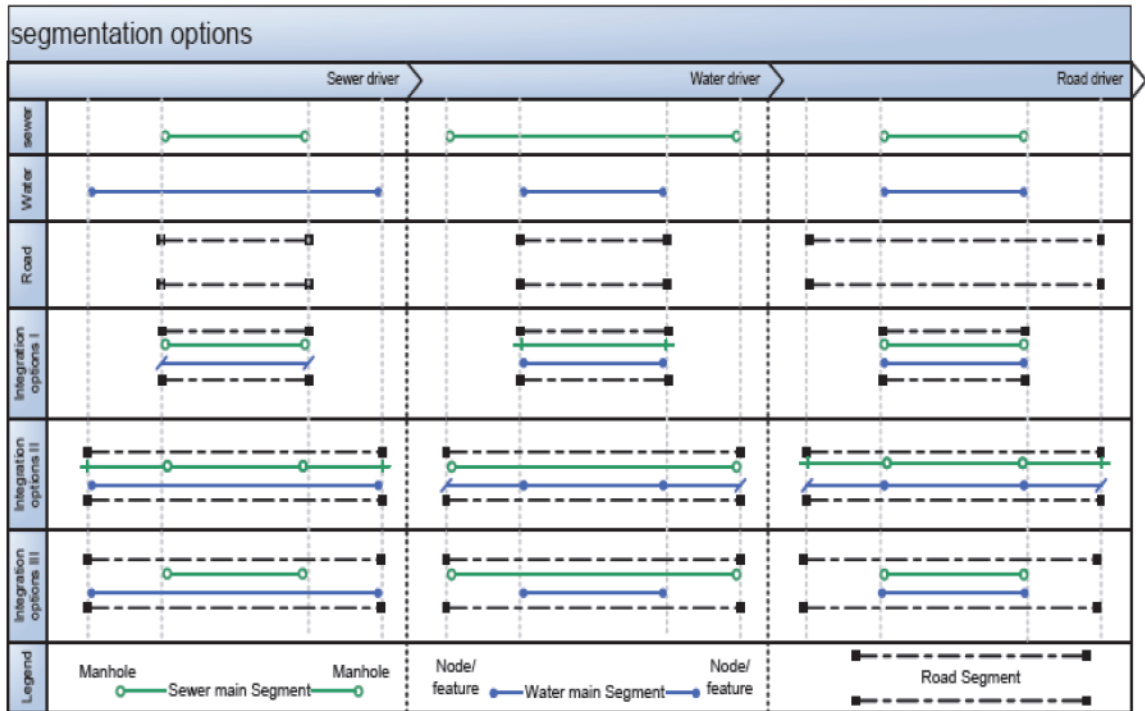 segmentation options
Sewer driver
Water driver
Road driver
sewer
Water
Road
Integration
options I
Integration
options II
Integration
options III
Legend
Manhole
Manhole
Sewer main Segment
Node/
feature
Node/
feature
Water main Segment
Road Segment